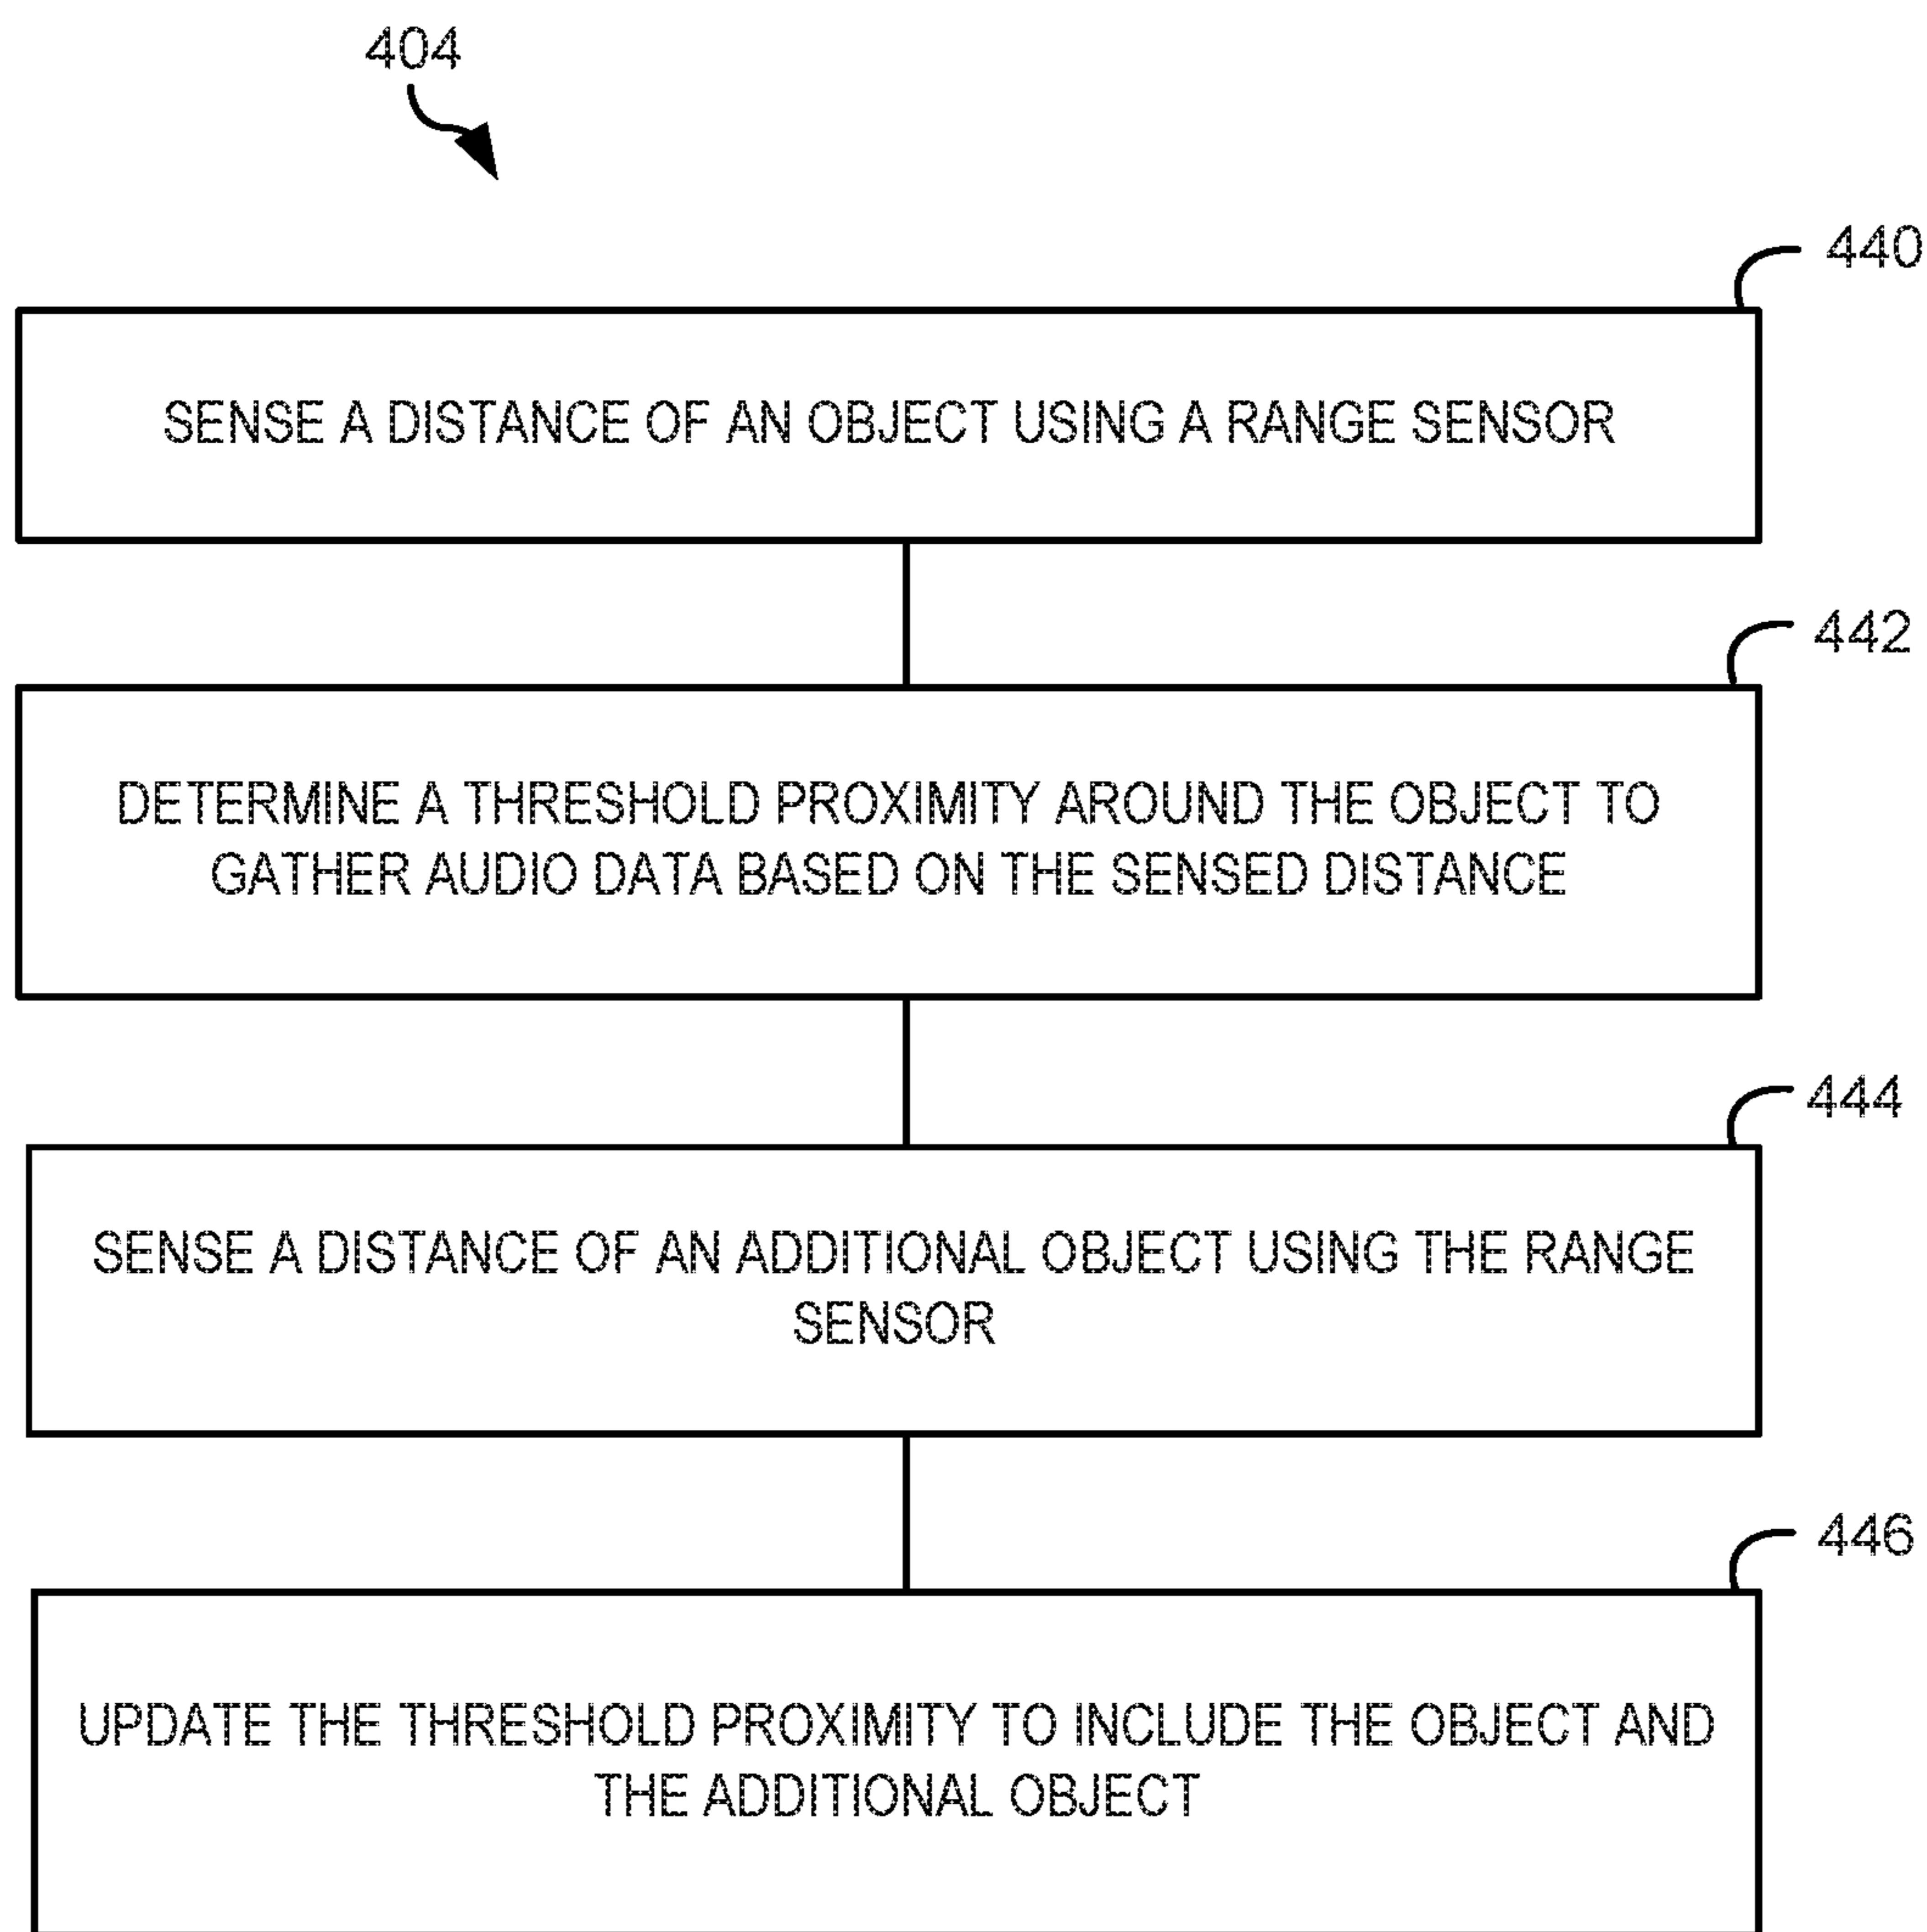 404
440
SENSE A DISTANCE OF AN OBJECT USING A RANGE SENSOR
442
DETERMINE A THRESHOLD PROXIMITY AROUND THE OBJECT TO
GATHER AUDIO DATA BASED ON THE SENSED DISTANCE
444
SENSE A DISTANCE OF AN ADDITIONAL OBJECT USING THE RANGE
SENSOR
446
UPDATE THE THRESHOLD PROXIMITY TO INCLUDE THE OBJECT AND
THE ADDITIONAL OBJECT